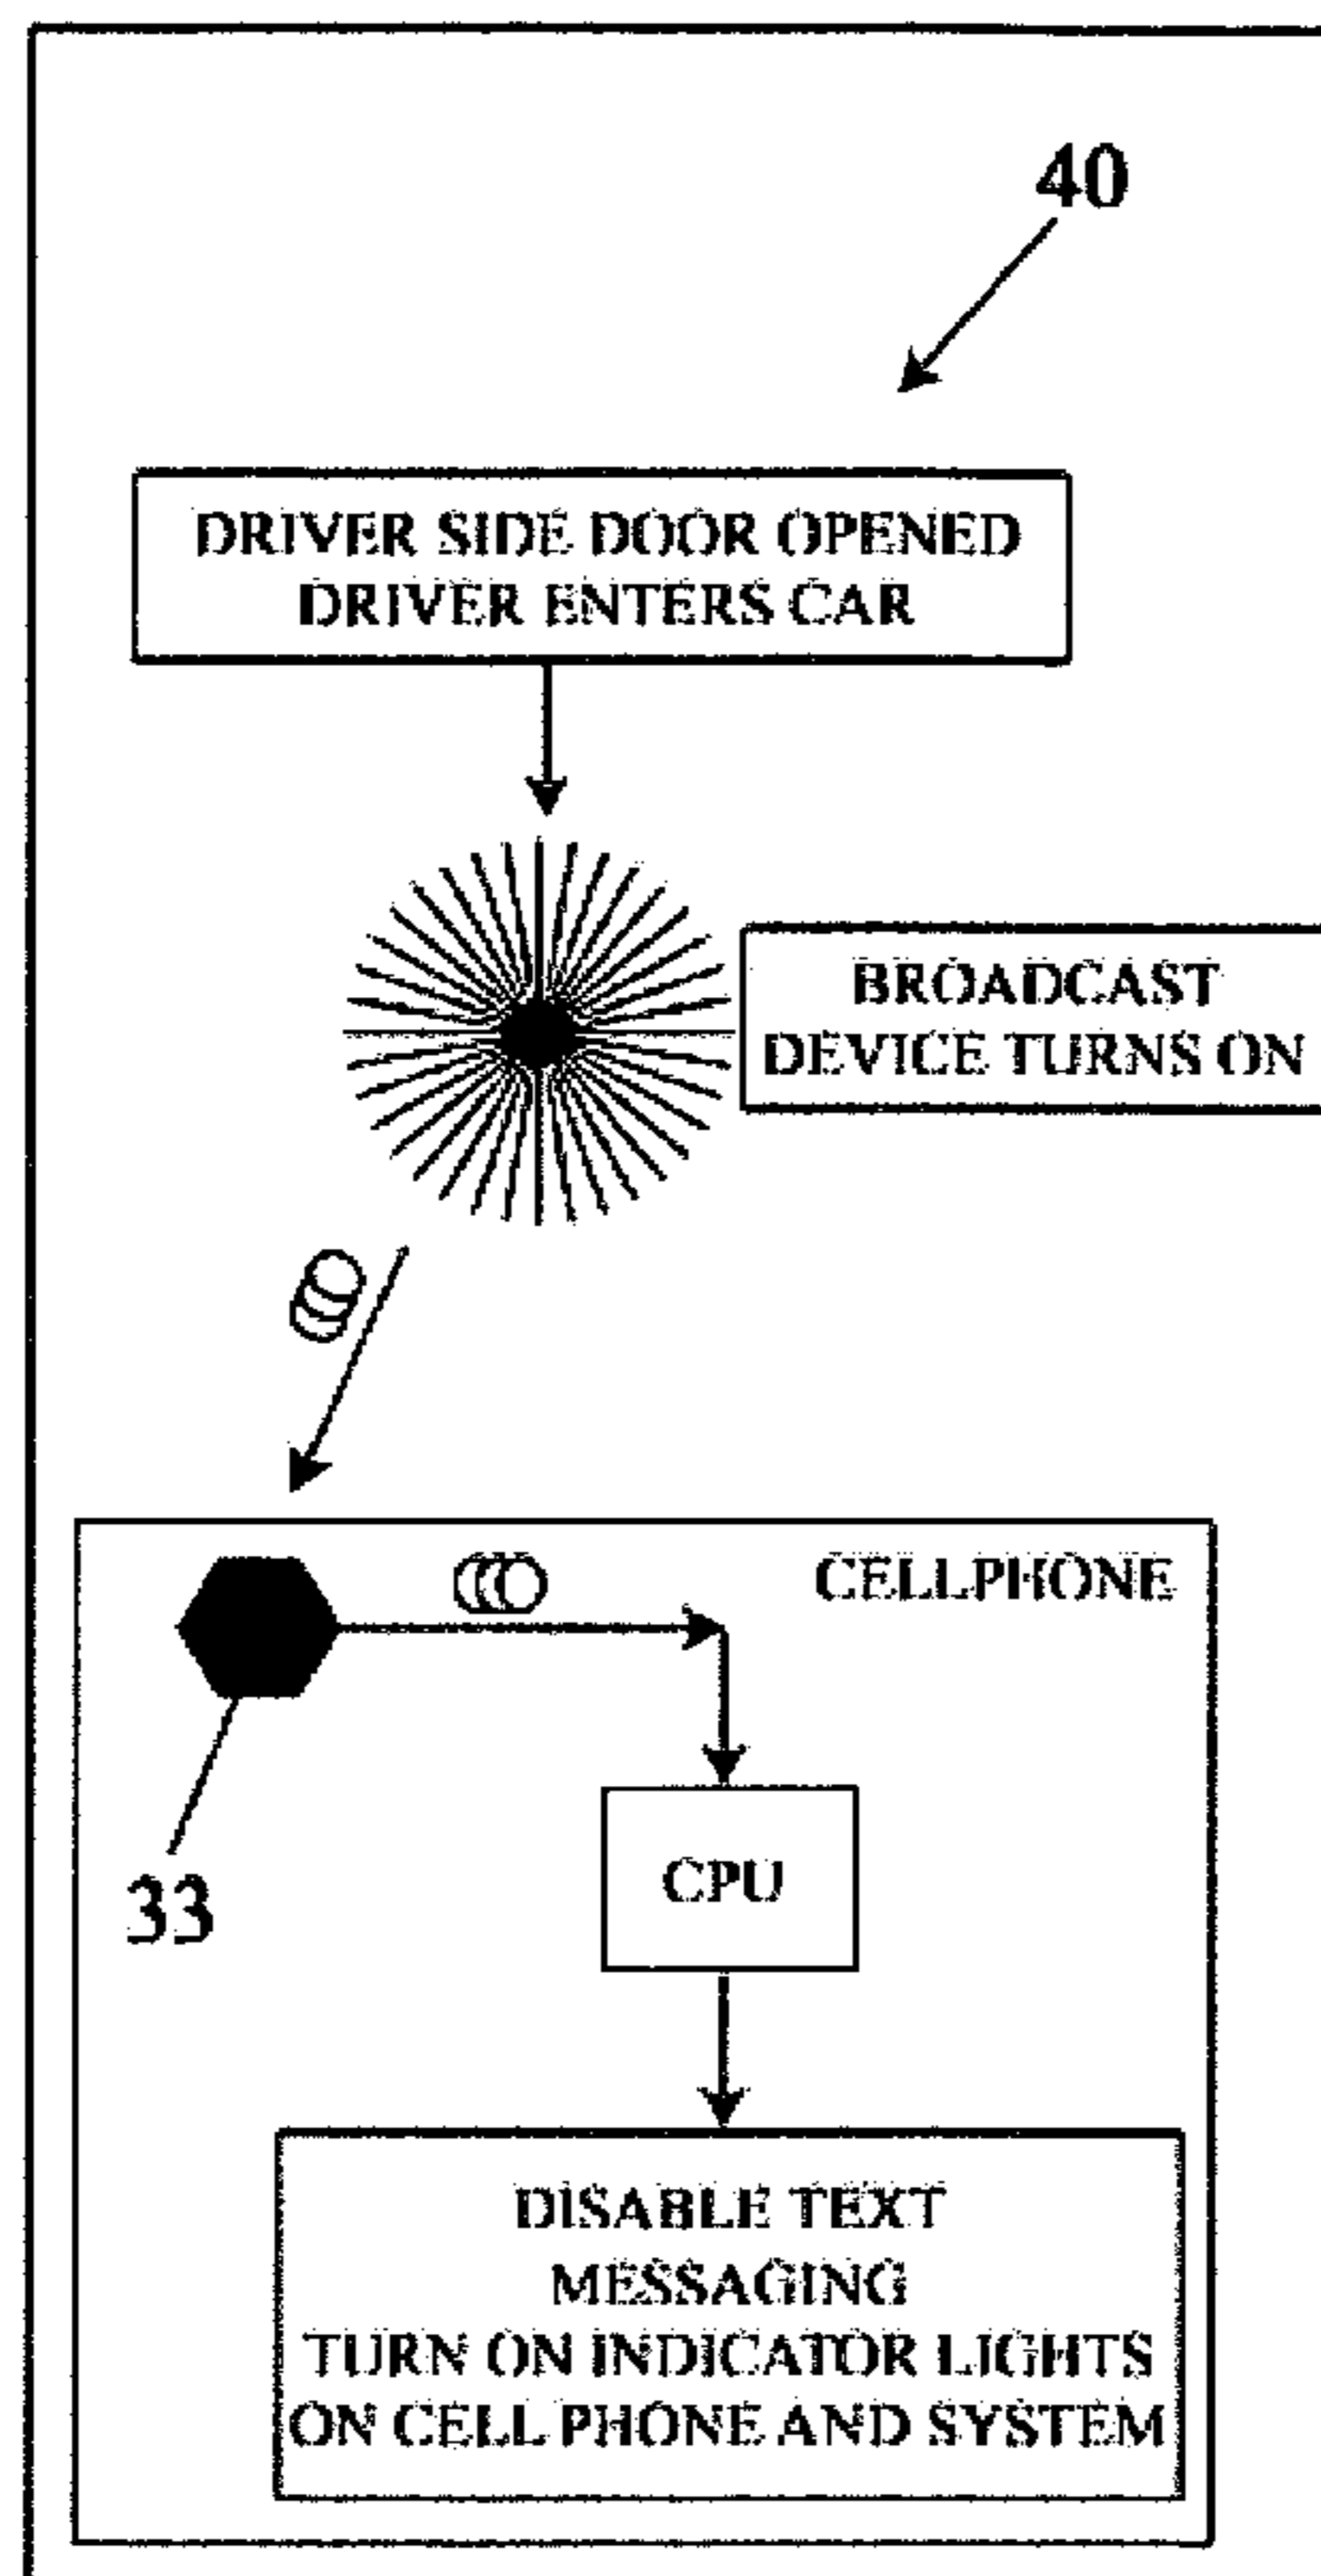 40
DRIVER SIDE DOOR OPENED
DRIVER ENTERS CAR
BROADCAST
DEVICE TURNS ON
CELLPHONE
33
CPU
DISABLE TEXT
MESSAGING
TURN ON INDICATOR LIGHTS
ON CELL PHONE AND SYSTEM